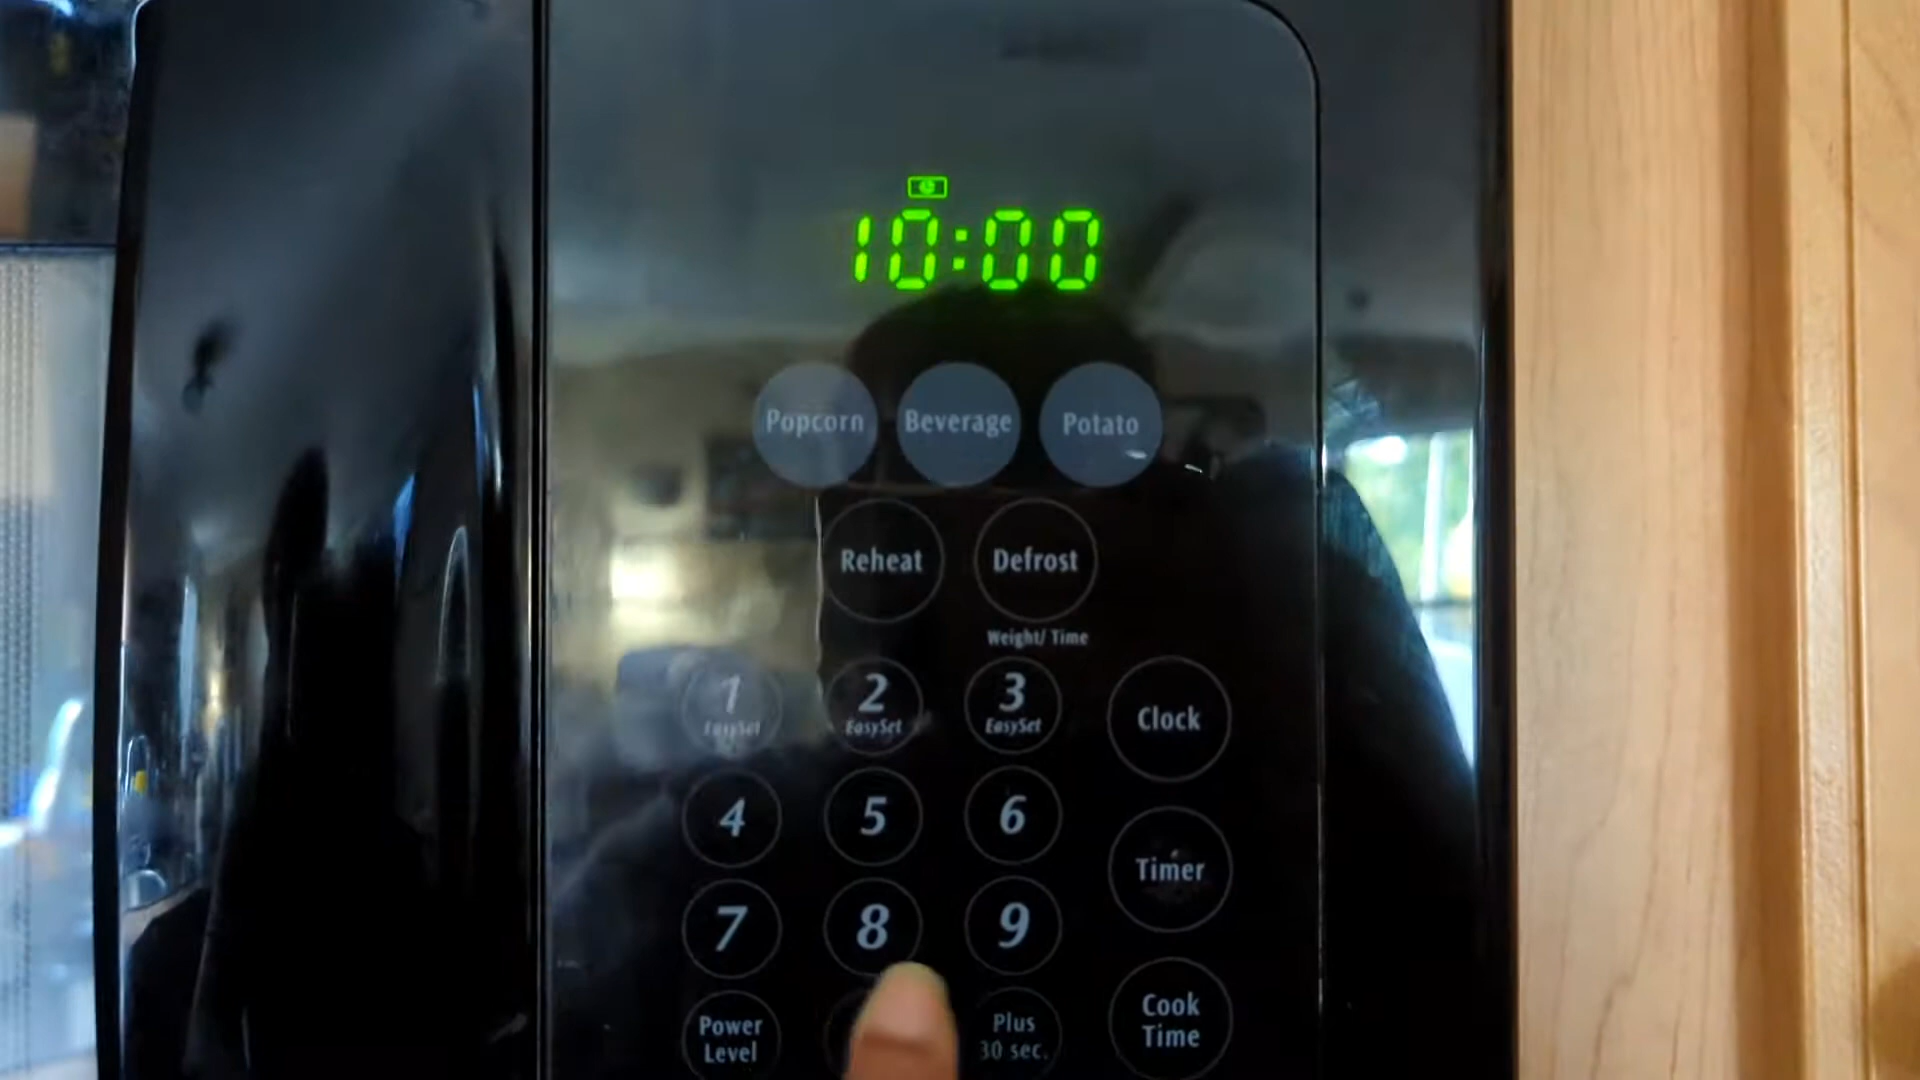 10:00
Popcorn Beverage Potato
Reheat Defrost
Weight/ Time
1 2 3
EasySet EasySet EasySet
Clock
4 5 6
Timer
7 8 9
Cook
Time
Power
Level
Plus
30 sec.